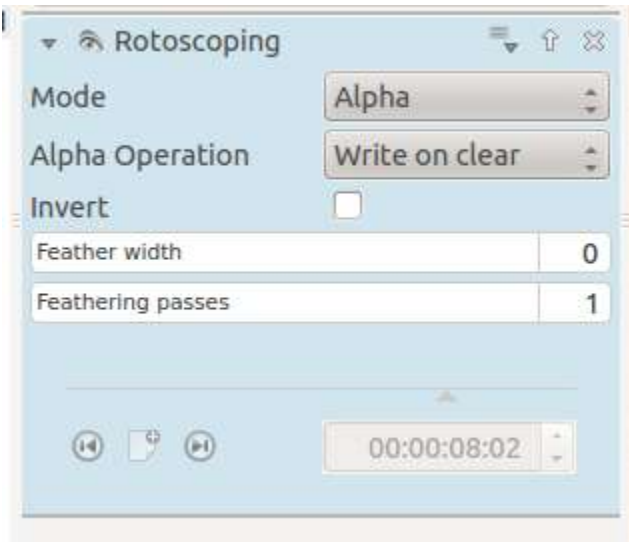 Rotoscoping
Mode Alpha
Alpha Operation Write on clear
Invert
Feather width 0
Feathering passes 1
00:00:08:02